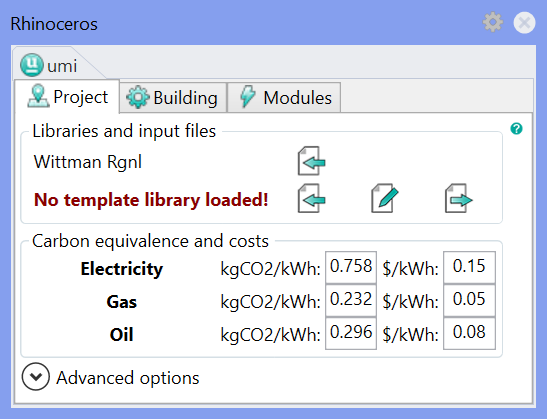 Rhinoceros
umi
Project Building Modules
Libraries and input files
?
Wittman Rgnl
No template library loaded!
Carbon equivalence and costs
Electricity kgCO2/kWh: 0.758 $/kWh: 0.15
Gas kgCO2/kWh: 0.232 $/kWh: 0.05
Oil kgCO2/kWh: 0.296 $/kWh: 0.08
Advanced options